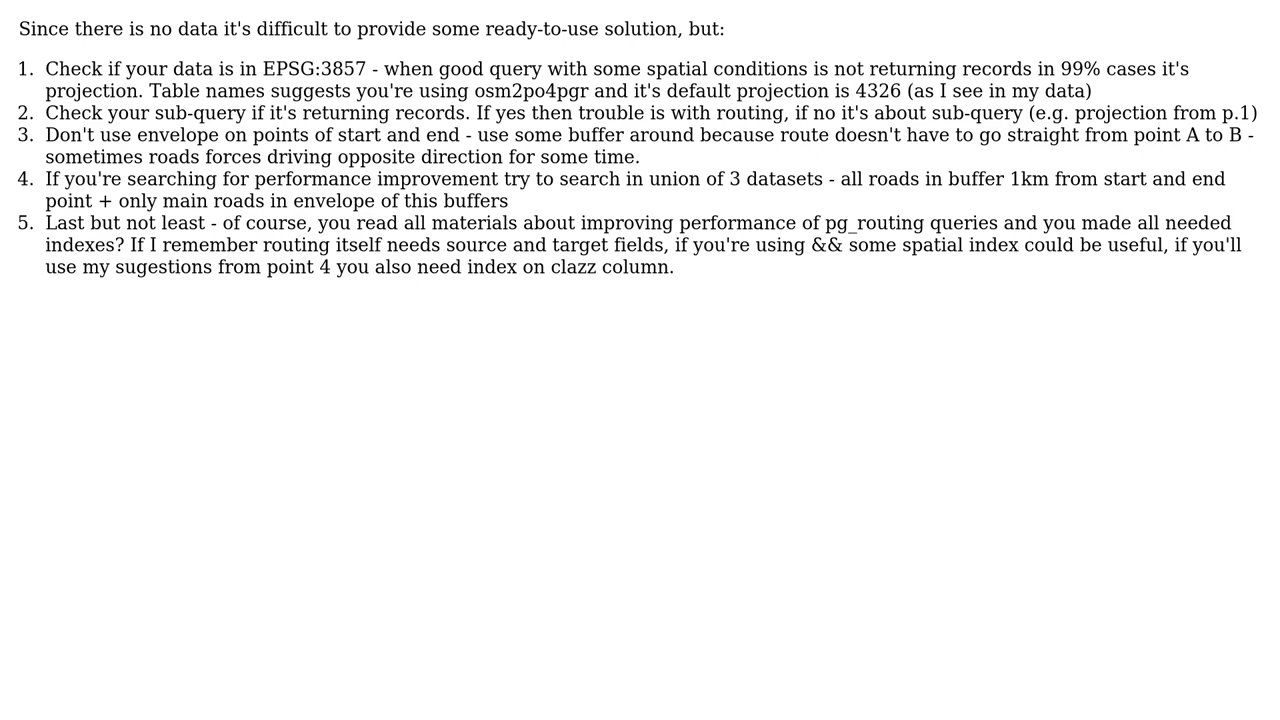 Since there is no data it's difficult to provide some ready-to-use solution, but:
1. Check if your data is in EPSG:3857 - when good query with some spatial conditions is not returning records in 99% cases it's
projection. Table names suggests you're using osm2po4pgr and it's default projection is 4326 (as I see in my data)
2. Check your sub-query if it's returning records. If yes then trouble is with routing, if no it's about sub-query (e.g. projection from p.1)
3. Don't use envelope on points of start and end - use some buffer around because route doesn't have to go straight from point A to B -
sometimes roads forces driving opposite direction for some time.
4. If you're searching for performance improvement try to search in union of 3 datasets - all roads in buffer 1km from start and end
point + only main roads in envelope of this buffers
5. Last but not least - of course, you read all materials about improving performance of pg_routing queries and you made all needed
indexes? If I remember routing itself needs source and target fields, if you're using && some spatial index could be useful, if you'll
use my sugestions from point 4 you also need index on clazz column.